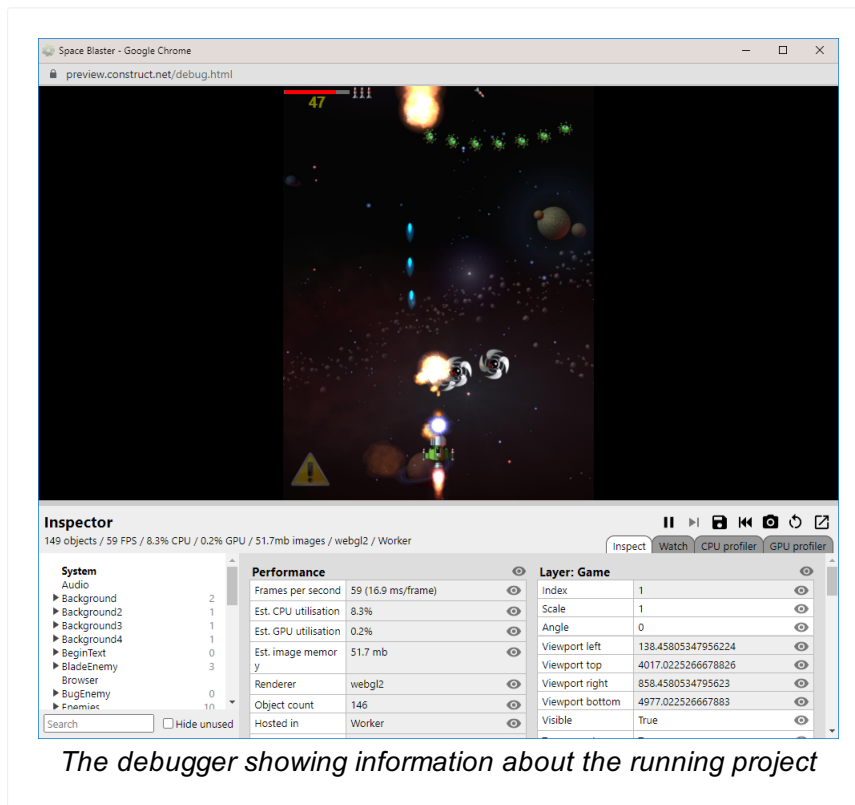 Space Blaster - Google Chrome
preview.construct.net/debug.html
47
Inspector
149 objects / 59 FPS / 8.3% CPU / 0.2% GPU / 51.7mb images / webgl2 / Worker
Inspect Watch CPU profiler GPU profiler
System
Audio
Background 2
Background2 1
Background3 1
Background4 1
BeginText 0
BladeEnemy 3
Browser
BugEnemy 0
Enemies 10
Search Hide unused
Performance
Frames per second 59 (16.9 ms/frame)
Est. CPU utilisation 8.3%
Est. GPU utilisation 0.2%
Est. image memor
y 51.7 mb
Renderer webgl2
Object count 146
Hosted in Worker
Layer: Game
Index 1
Scale 1
Angle 0
Viewport left 138.45805347956224
Viewport top 4017.0225266678826
Viewport right 858.4580534795623
Viewport bottom 4977.022526667883
Visible True
The debugger showing information about the running project